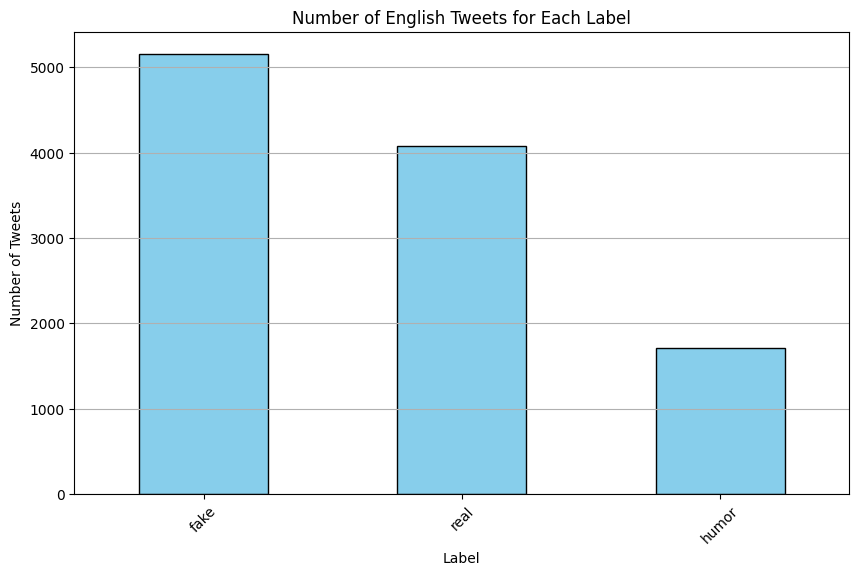 Number of English Tweets for Each Label
Number of Tweets
5000
4000
3000
2000
1000
0
fake
real
humor
Label